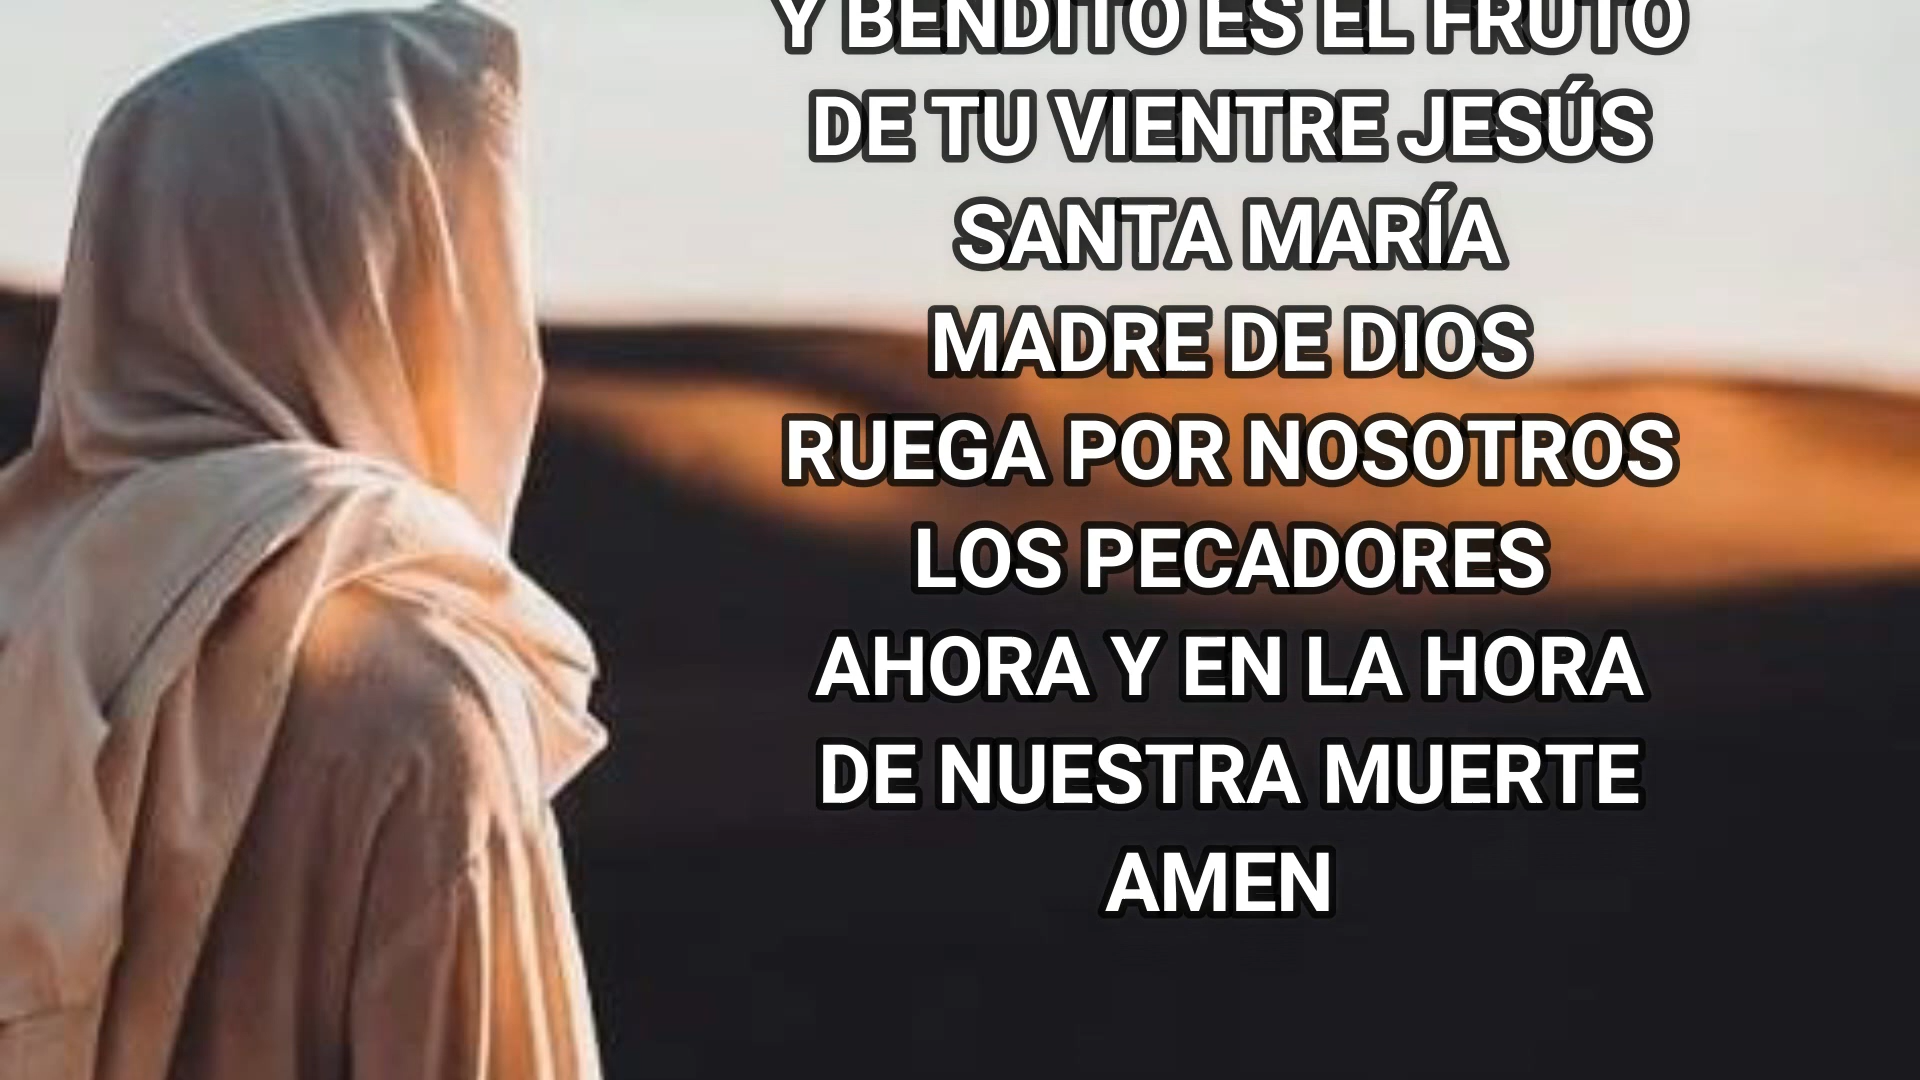 Y BENDITO ES EL FRUTO
DE TU VIENTRE JESÚS
SANTA MARÍA
MADRE DE DIOS
RUEGA POR NOSOTROS
LOS PECADORES
AHORA Y EN LA HORA
DE NUESTRA MUERTE
AMEN